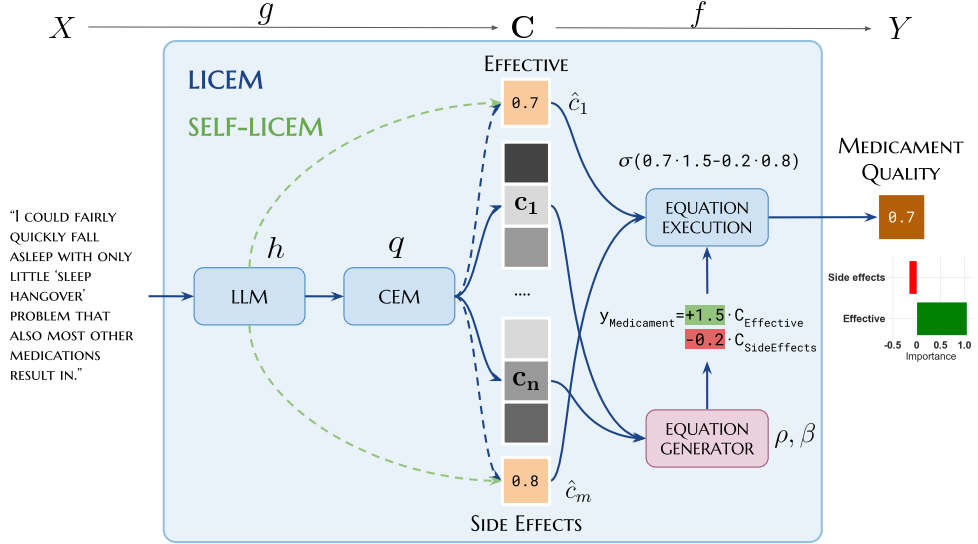 X
g
C
f
Y
LICEM
SELF-LICEM
Effective
0.7
ĉ₁
σ(0.7·1.5-0.2·0.8)
Medicament
Quality
0.7
"I could fairly
quickly fall
asleep with only
little 'sleep
hangover'
problem that
also most other
medications
result in."
h
LLM
q
CEM
c₁
....
cₙ
0.8
ĉₘ
Side Effects
EQUATION
EXECUTION
y_Medicament=+1.5·C_Effective
-0.2·C_SideEffects
EQUATION
GENERATOR
ρ, β
Side effects
Effective
-0.5 0 0.5 1.0
Importance